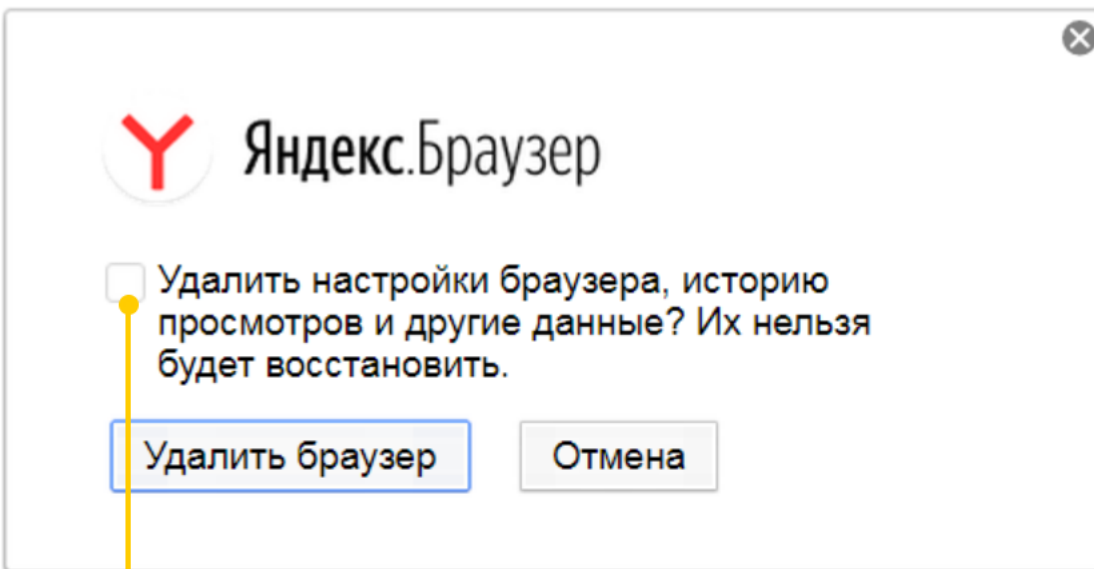 Яндекс.Браузер
Удалить настройки браузера, историю
просмотров и другие данные? Их нельзя
будет восстановить.
Удалить браузер
Отмена